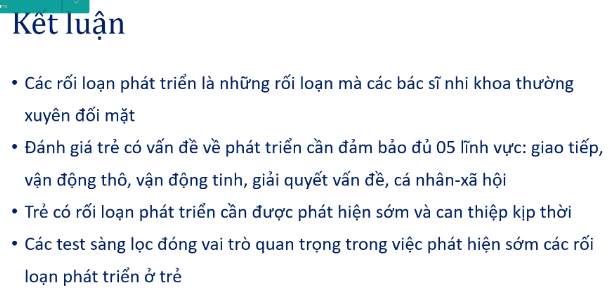 Kết luận
• Các rối loạn phát triển là những rối loạn mà các bác sĩ nhi khoa thường
xuyên đối mặt
• Đánh giá trẻ có vấn đề về phát triển cần đảm bảo đủ 05 lĩnh vực: giao tiếp,
vận động thô, vận động tinh, giải quyết vấn đề, cá nhân-xã hội
• Trẻ có rối loạn phát triển cần được phát hiện sớm và can thiệp kịp thời
• Các test sàng lọc đóng vai trò quan trọng trong việc phát hiện sớm các rối
loạn phát triển ở trẻ